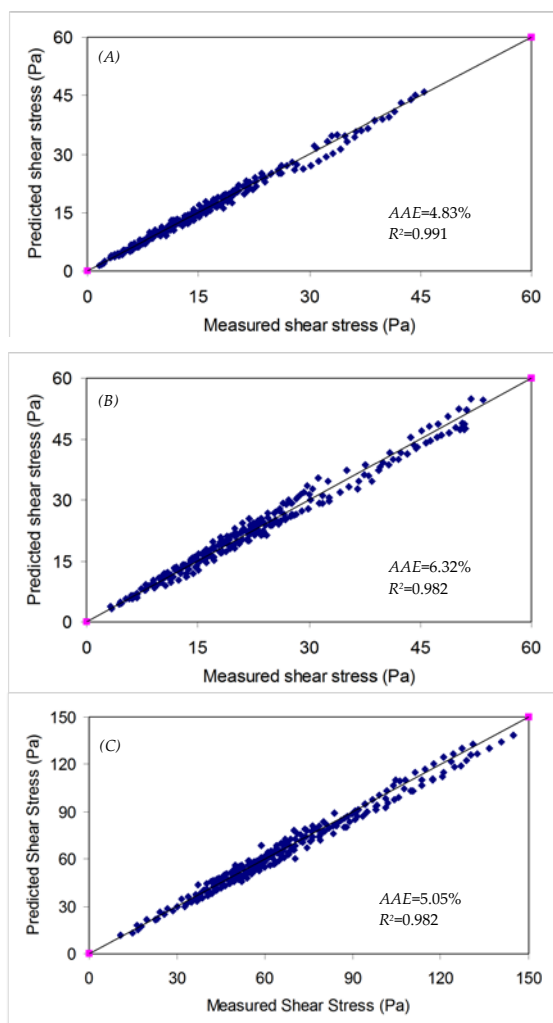 60
(A)
45
30
15
0
Predicted shear stress (Pa)
AAE=4.83%
R²=0.991
0 15 30 45 60
Measured shear stress (Pa)
60
(B)
45
30
15
0
Predicted shear stress (Pa)
AAE=6.32%
R²=0.982
0 15 30 45 60
Measured shear stress (Pa)
150
(C)
120
90
60
30
0
Predicted Shear Stress (Pa)
AAE=5.05%
R²=0.982
0 30 60 90 120 150
Measured Shear Stress (Pa)